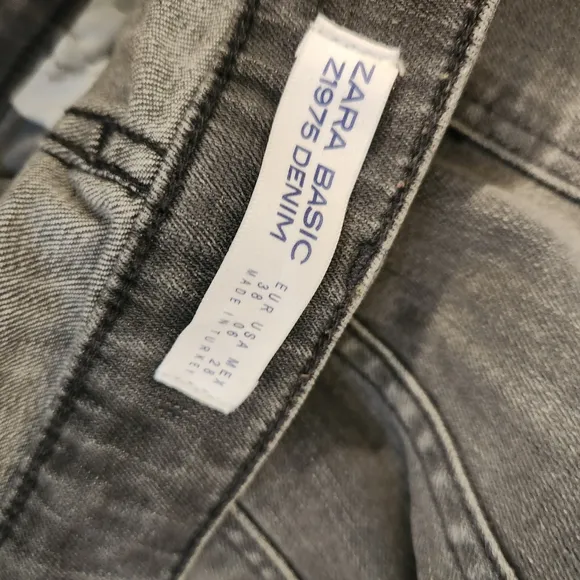 ZARA BASIC
Z1975 DENIM
EUR USA MEX
38 06 28
MADE IN TURKEY